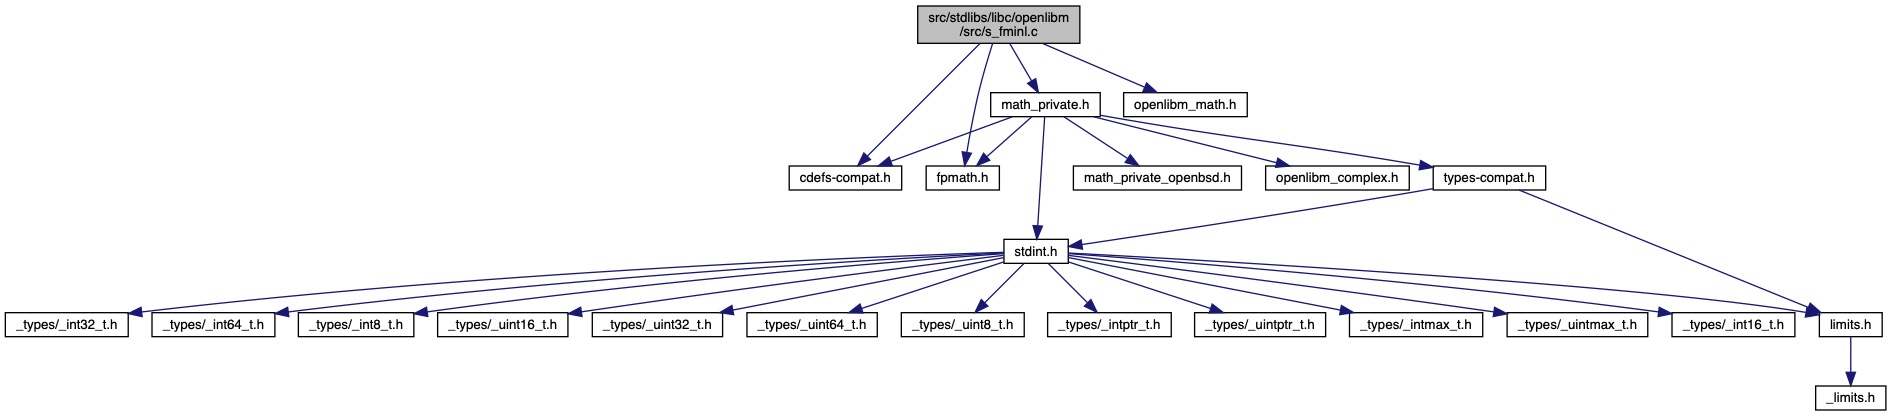 src/stdlibs/libc/openlibm
/src/s_fminl.c
math_private.h
openlibm_math.h
cdefs-compat.h
fpmath.h
math_private_openbsd.h
openlibm_complex.h
types-compat.h
stdint.h
_types/_int32_t.h
_types/_int64_t.h
_types/_int8_t.h
_types/_uint16_t.h
_types/_uint32_t.h
_types/_uint64_t.h
_types/_uint8_t.h
_types/_intptr_t.h
_types/_uintptr_t.h
_types/_intmax_t.h
_types/_uintmax_t.h
_types/_int16_t.h
limits.h
_limits.h